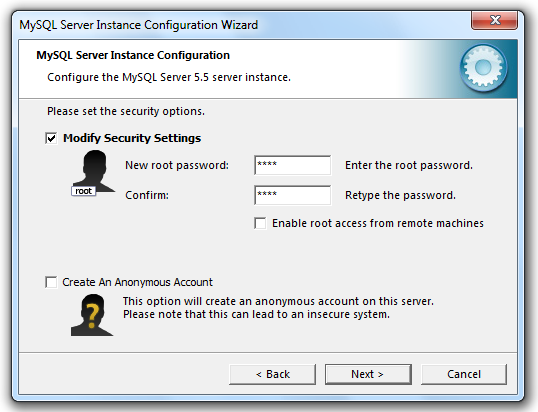 MySQL Server Instance Configuration Wizard
MySQL Server Instance Configuration
Configure the MySQL Server 5.5 server instance.
Please set the security options.
Modify Security Settings
New root password: **** Enter the root password.
root
Confirm: **** Retype the password.
Enable root access from remote machines
Create An Anonymous Account
This option will create an anonymous account on this server.
Please note that this can lead to an insecure system.
< Back Next > Cancel